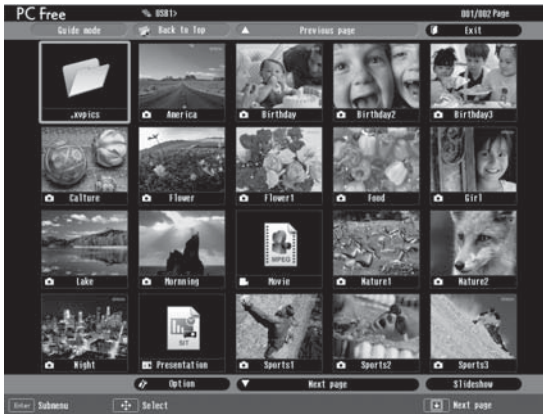 PC Free USB1> 001/002 Page
Guide mode Back to Top Previous page Exit
.xvpics America Birthday Birthday2 Birthday3
Calture Flower Flower1 Food Girl
MPEG
Lake Mornning Movie Nature1 Nature2
SIT
Night Presentation Sports1 Sports2 Sports3
Option Next page Slideshow
Enter Submenu Select Next page